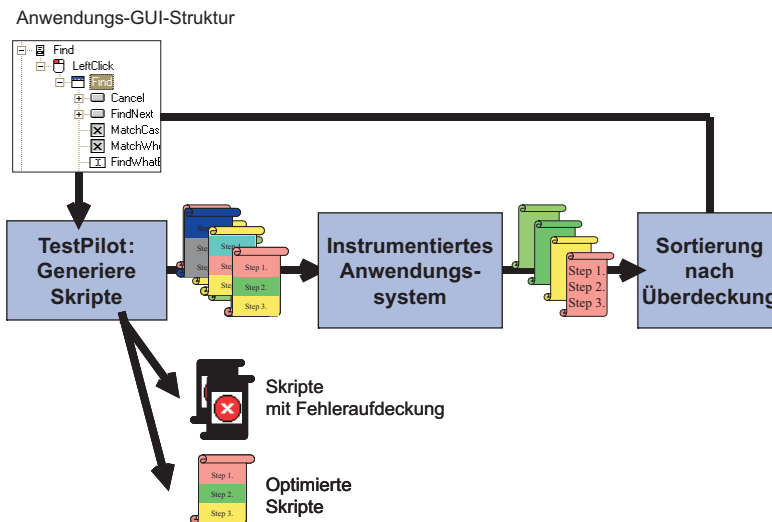 Anwendungs-GUI-Struktur
Find
LeftClick
Find
Cancel
FindNext
MatchCas
MatchWh
FindWhat
TestPilot:
Generiere
Skripte
Step 1.
Step 2.
Step 3.
Instrumentiertes
Anwendungs-
system
Step 1.
Step 2.
Step 3.
Sortierung
nach
Überdeckung
Skripte
mit Fehleraufdeckung
Step 1.
Step 2.
Step 3.
Optimierte
Skripte